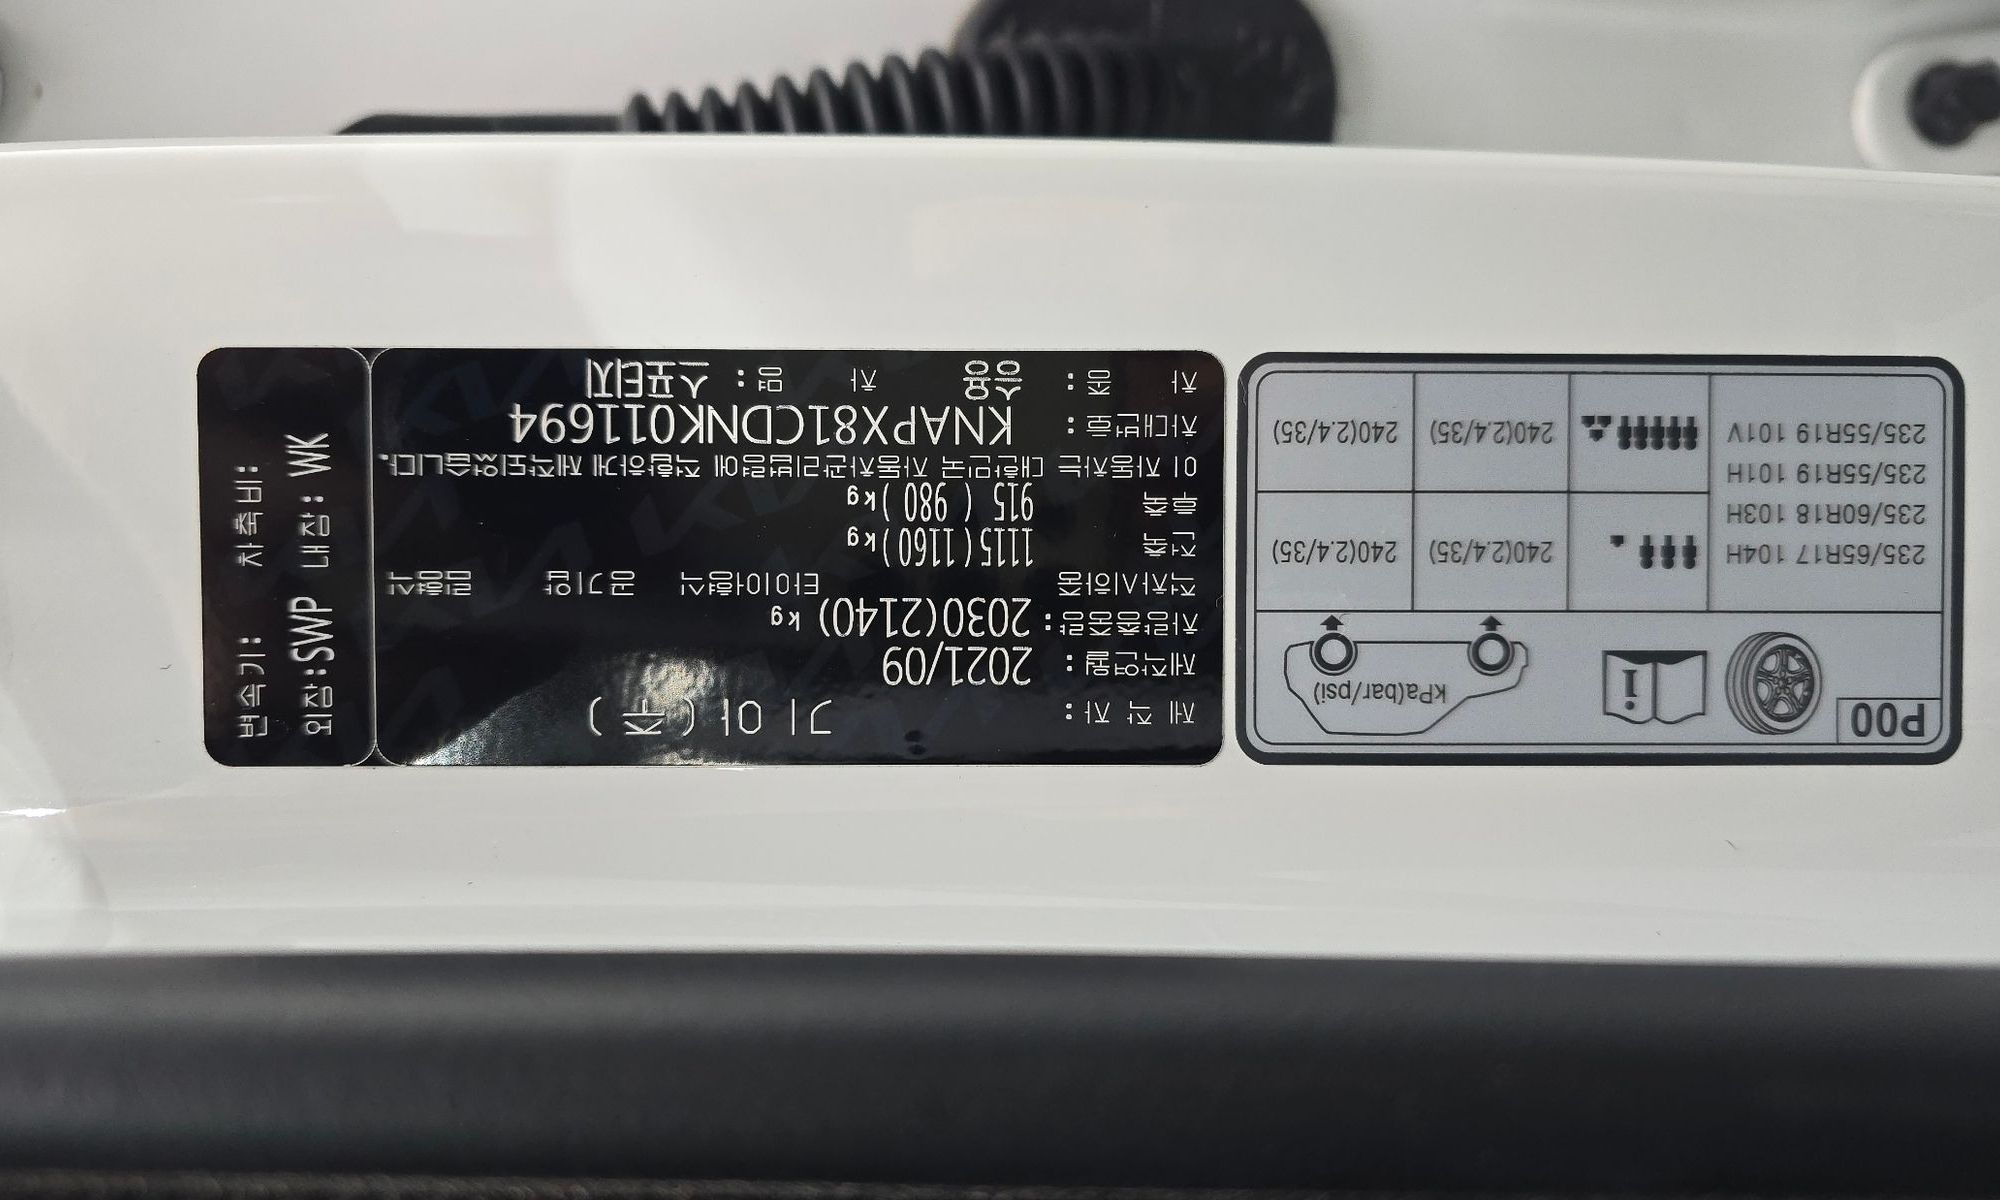 P00
kPa(bar/psi)
235/65R17 104H
235/60R18 103H
235/55R19 101H
235/55R19 101V
240(2.4/35) 240(2.4/35)
240(2.4/35) 240(2.4/35)
제 작 자: 기 아 ( 주 )
제작연월: 2021/09
차량총중량: 2030(2140) kg
적차시하중 타이어형식 공기압 림형식
전축 1115(1160)kg
후축 915 ( 980 )kg
이 자동차는 대한민국 자동차관리법령에 적합하게 제작되었습니다.
차대번호: KNAPX81CDNK011694
차 종: 승용 차 명: 스포티지
변속기: 차축비:
외장:SWP 내장: WK